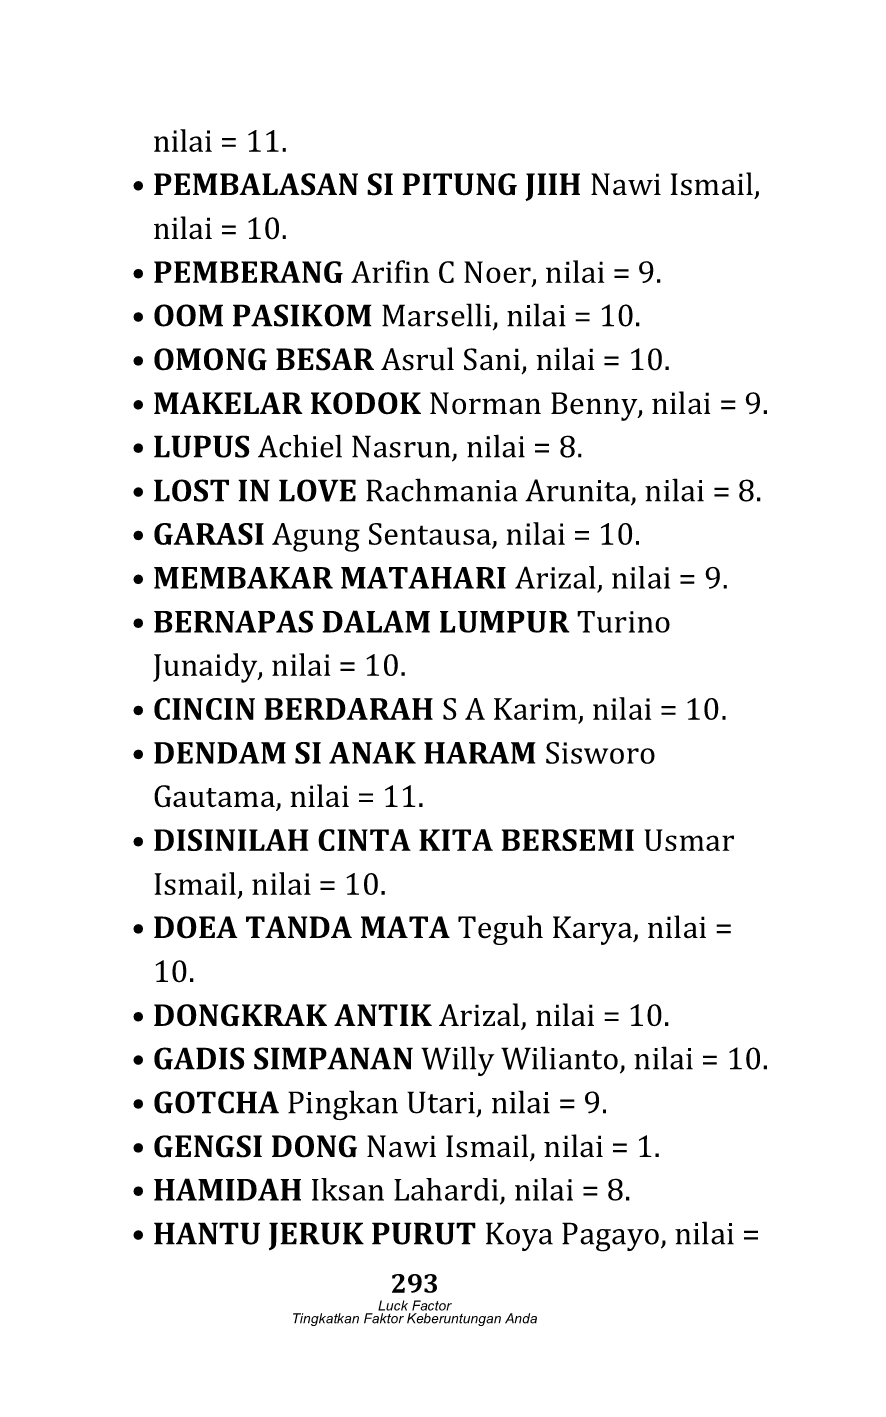 nilai = 11.
• PEMBALASAN SI PITUNG JIIH Nawi Ismail,
nilai = 10.
• PEMBERANG Arifin C Noer, nilai = 9.
• OOM PASIKOM Marselli, nilai = 10.
• OMONG BESAR Asrul Sani, nilai = 10.
• MAKELAR KODOK Norman Benny, nilai = 9.
• LUPUS Achiel Nasrun, nilai = 8.
• LOST IN LOVE Rachmania Arunita, nilai = 8.
• GARASI Agung Sentausa, nilai = 10.
• MEMBAKAR MATAHARI Arizal, nilai = 9.
• BERNAPAS DALAM LUMPUR Turino
Junaidy, nilai = 10.
• CINCIN BERDARAH S A Karim, nilai = 10.
• DENDAM SI ANAK HARAM Sisworo
Gautama, nilai = 11.
• DISINILAH CINTA KITA BERSEMI Usmar
Ismail, nilai = 10.
• DOEA TANDA MATA Teguh Karya, nilai =
10.
• DONGKRAK ANTIK Arizal, nilai = 10.
• GADIS SIMPANAN Willy Wilianto, nilai = 10.
• GOTCHA Pingkan Utari, nilai = 9.
• GENGSI DONG Nawi Ismail, nilai = 1.
• HAMIDAH Iksan Lahardi, nilai = 8.
• HANTU JERUK PURUT Koya Pagayo, nilai =
293
Luck Factor
Tingkatkan Faktor Keberuntungan Anda